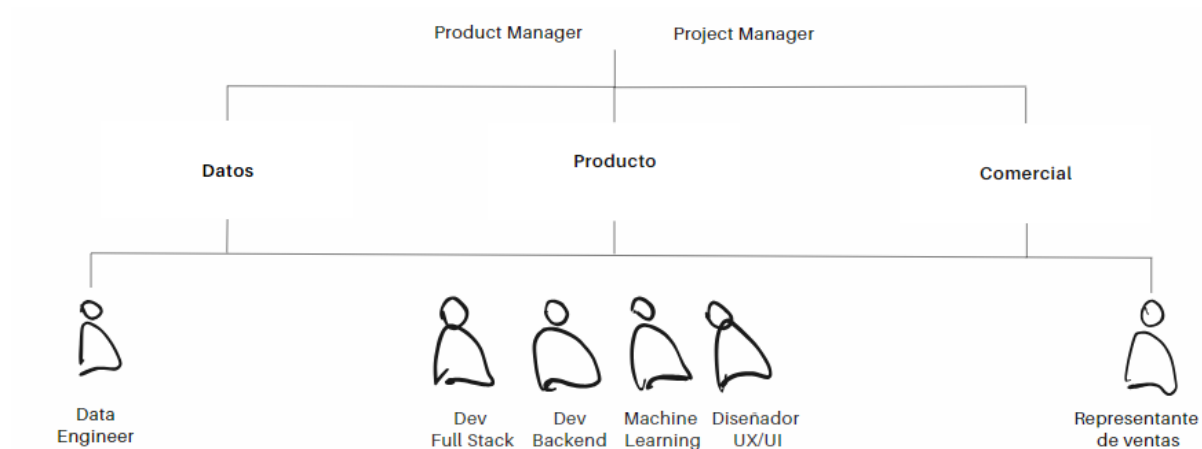 Product Manager
Project Manager
Datos
Producto
Comercial
Data
Engineer
Dev
Full Stack
Dev
Backend
Machine
Learning
Diseñador
UX/UI
Representante
de ventas